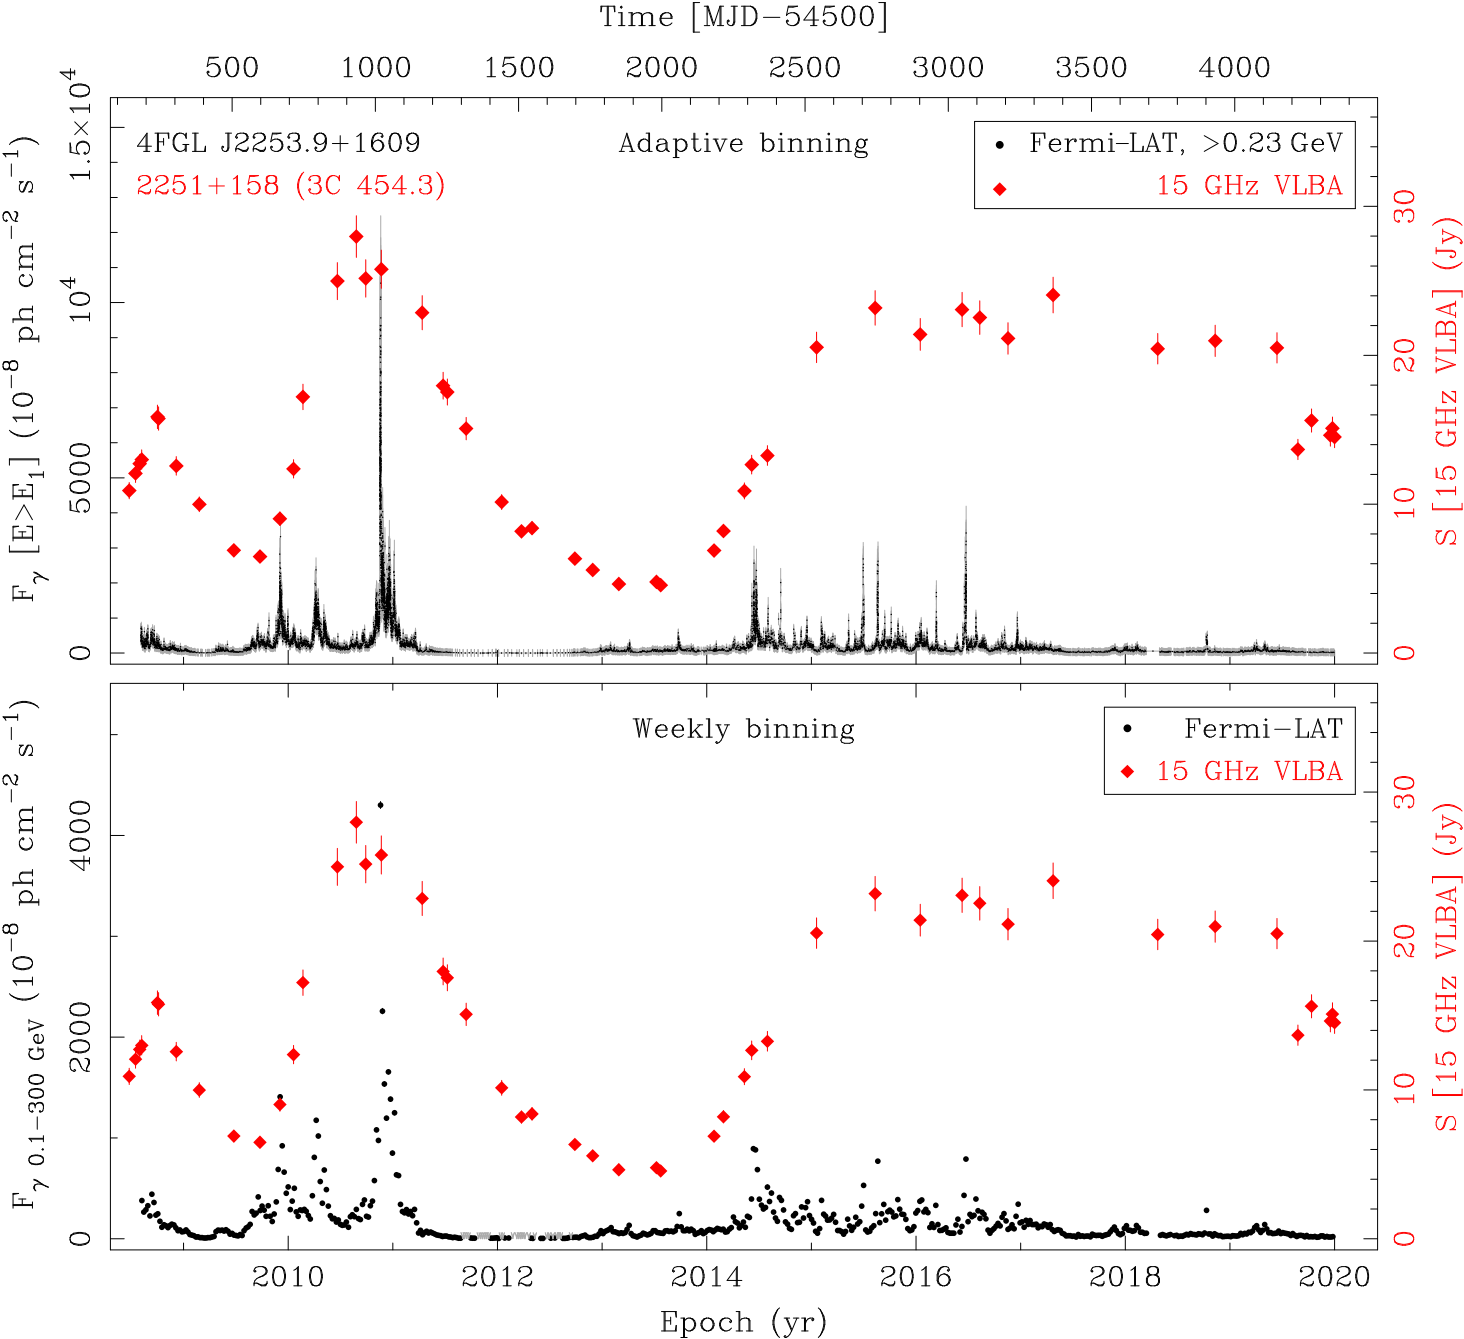 Time [MJD−54500]
500 1000 1500 2000 2500 3000 3500 4000
4FGL J2253.9+1609
2251+158 (3C 454.3)
Adaptive binning
Fermi−LAT, >0.23 GeV
15 GHz VLBA
F_γ [E>E_1] (10^−8 ph cm^−2 s^−1)
0 5000 10^4 1.5×10^4
S [15 GHz VLBA] (Jy)
0 10 20 30
Weekly binning
Fermi−LAT
15 GHz VLBA
F_γ 0.1−300 GeV (10^−8 ph cm^−2 s^−1)
0 2000 4000
S [15 GHz VLBA] (Jy)
0 10 20 30
2010 2012 2014 2016 2018 2020
Epoch (yr)